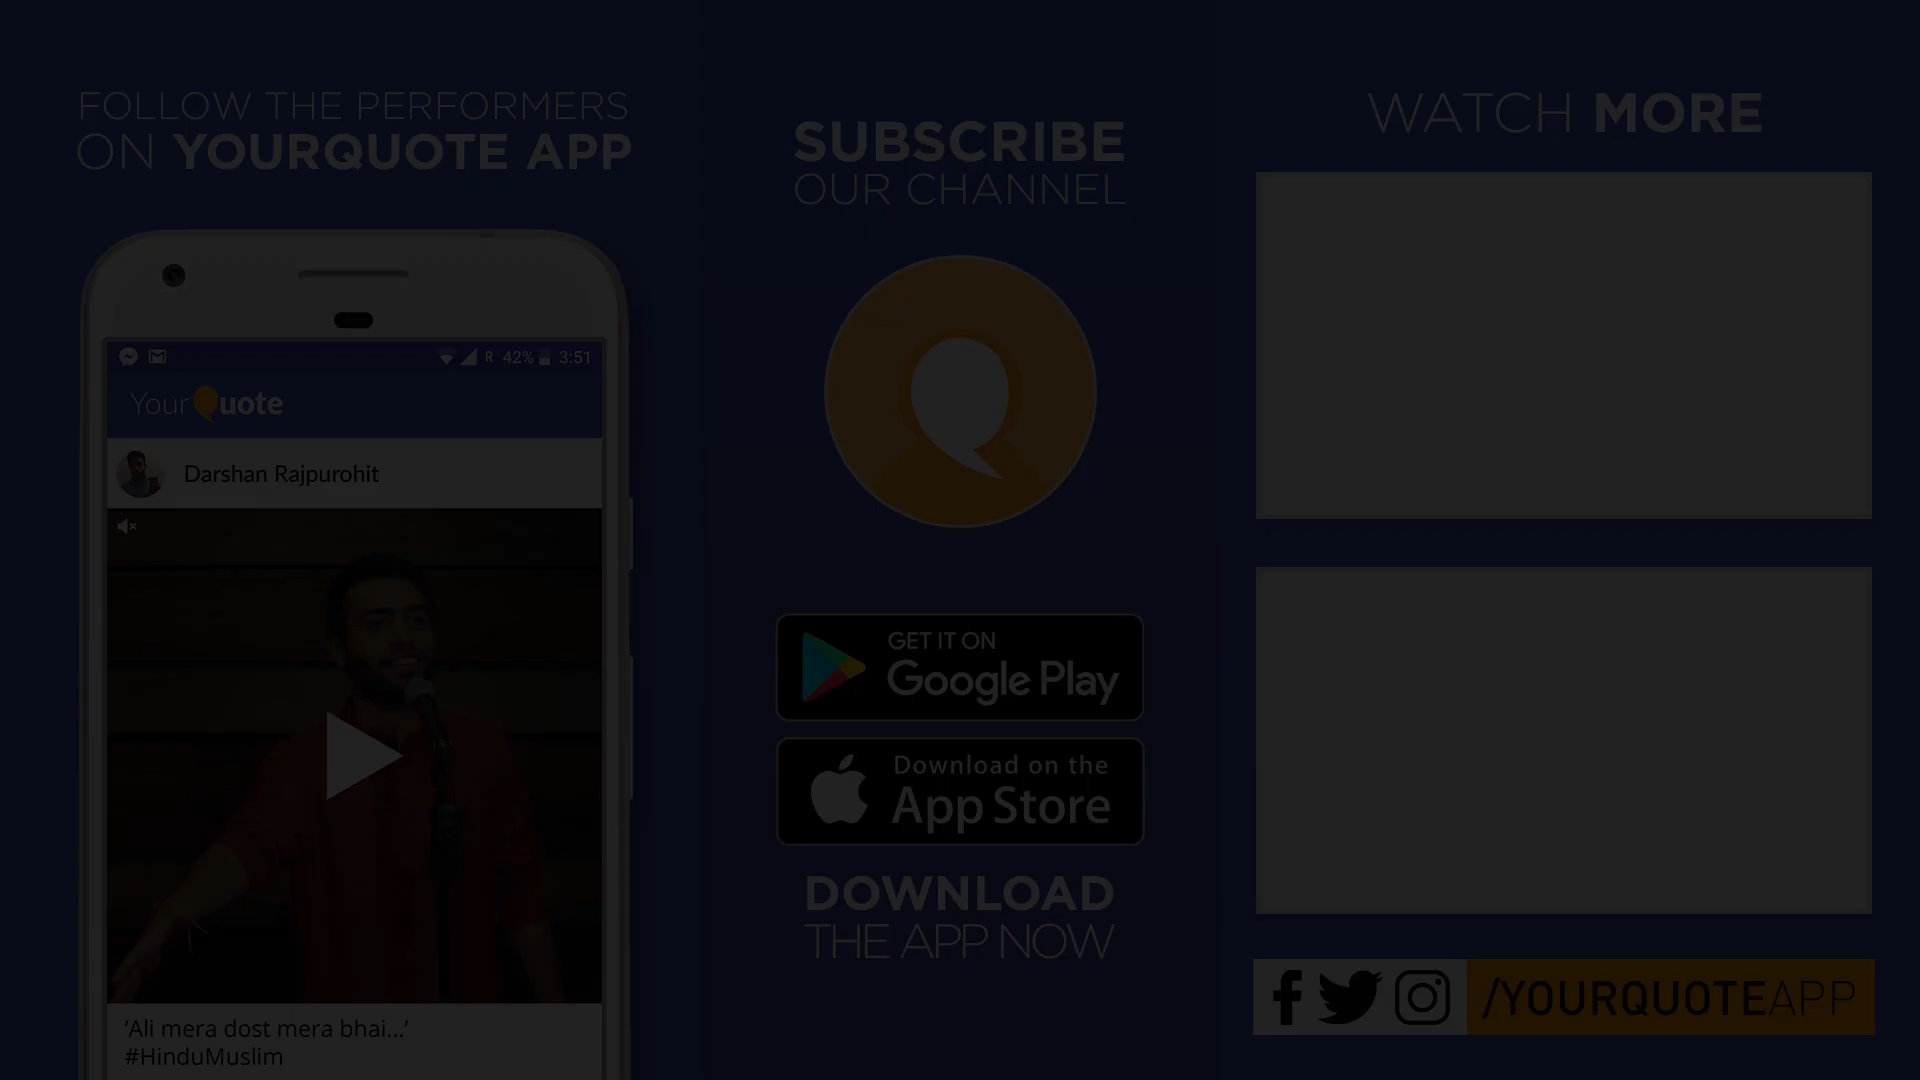 FOLLOW THE PERFORMERS
ON YOURQUOTE APP
R 42% 3:51
YourQuote
Darshan Rajpurohit
‘Ali mera dost mera bhai...’
#HinduMuslim
SUBSCRIBE
OUR CHANNEL
GET IT ON
Google Play
Download on the
App Store
DOWNLOAD
THE APP NOW
WATCH MORE
/YOURQUOTEAPP